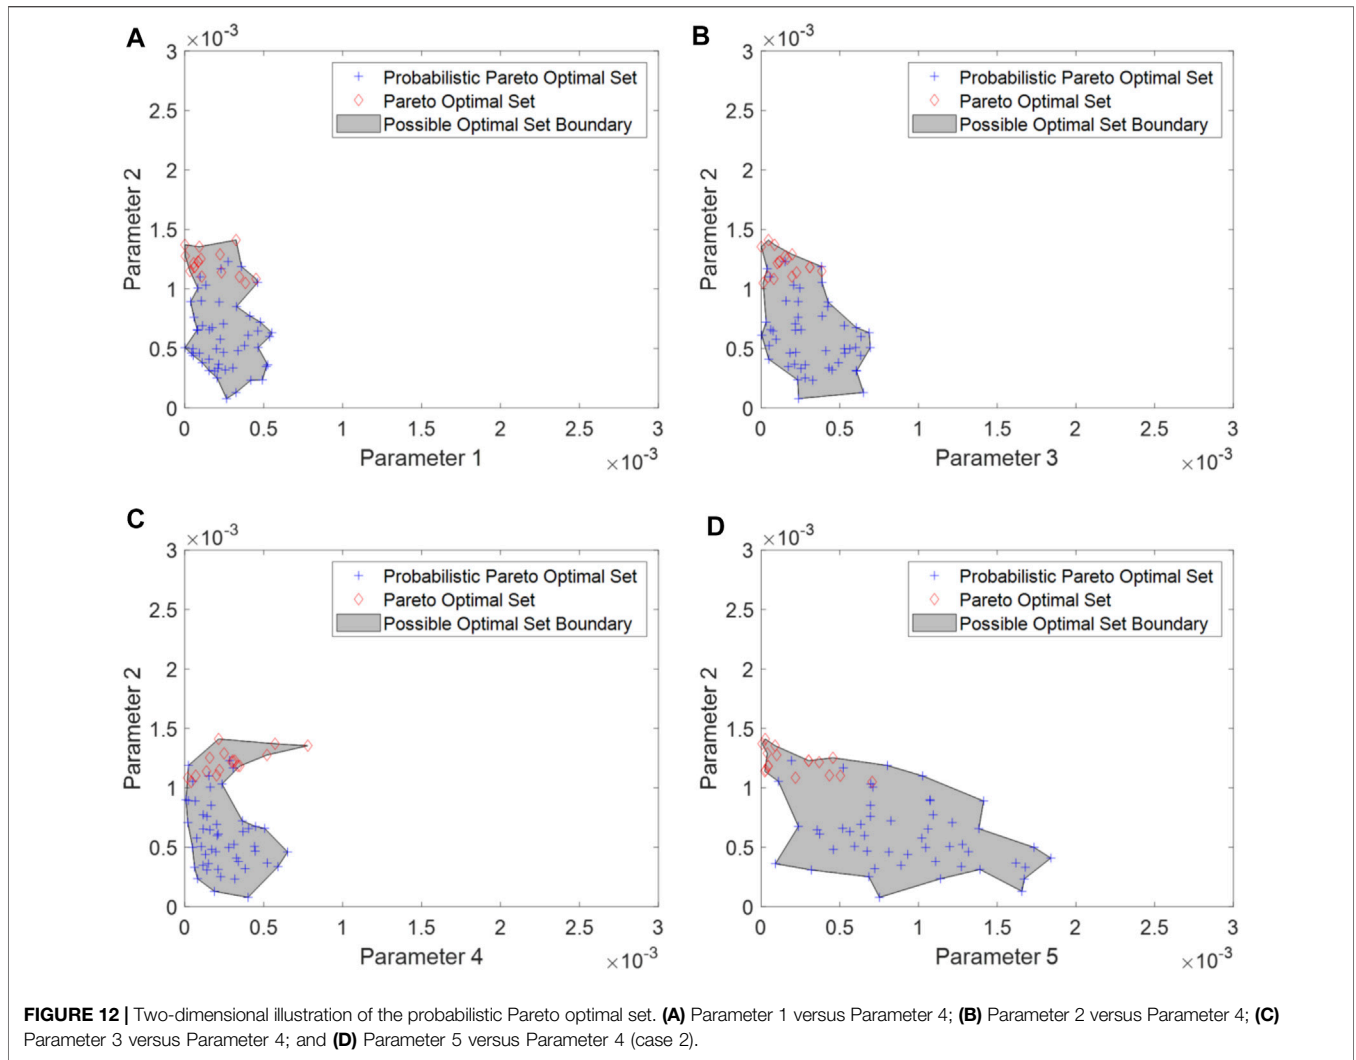 A
×10⁻³
3
2.5
2
1.5
1
0.5
0
Parameter 2
Probabilistic Pareto Optimal Set
Pareto Optimal Set
Possible Optimal Set Boundary
0 0.5 1 1.5 2 2.5 3
Parameter 1
×10⁻³
B
×10⁻³
3
2.5
2
1.5
1
0.5
0
Parameter 2
Probabilistic Pareto Optimal Set
Pareto Optimal Set
Possible Optimal Set Boundary
0 0.5 1 1.5 2 2.5 3
Parameter 3
×10⁻³
C
×10⁻³
3
2.5
2
1.5
1
0.5
0
Parameter 2
Probabilistic Pareto Optimal Set
Pareto Optimal Set
Possible Optimal Set Boundary
0 0.5 1 1.5 2 2.5 3
Parameter 4
×10⁻³
D
×10⁻³
3
2.5
2
1.5
1
0.5
0
Parameter 2
Probabilistic Pareto Optimal Set
Pareto Optimal Set
Possible Optimal Set Boundary
0 0.5 1 1.5 2 2.5 3
Parameter 5
×10⁻³
FIGURE 12 | Two-dimensional illustration of the probabilistic Pareto optimal set. (A) Parameter 1 versus Parameter 4; (B) Parameter 2 versus Parameter 4; (C)
Parameter 3 versus Parameter 4; and (D) Parameter 5 versus Parameter 4 (case 2).